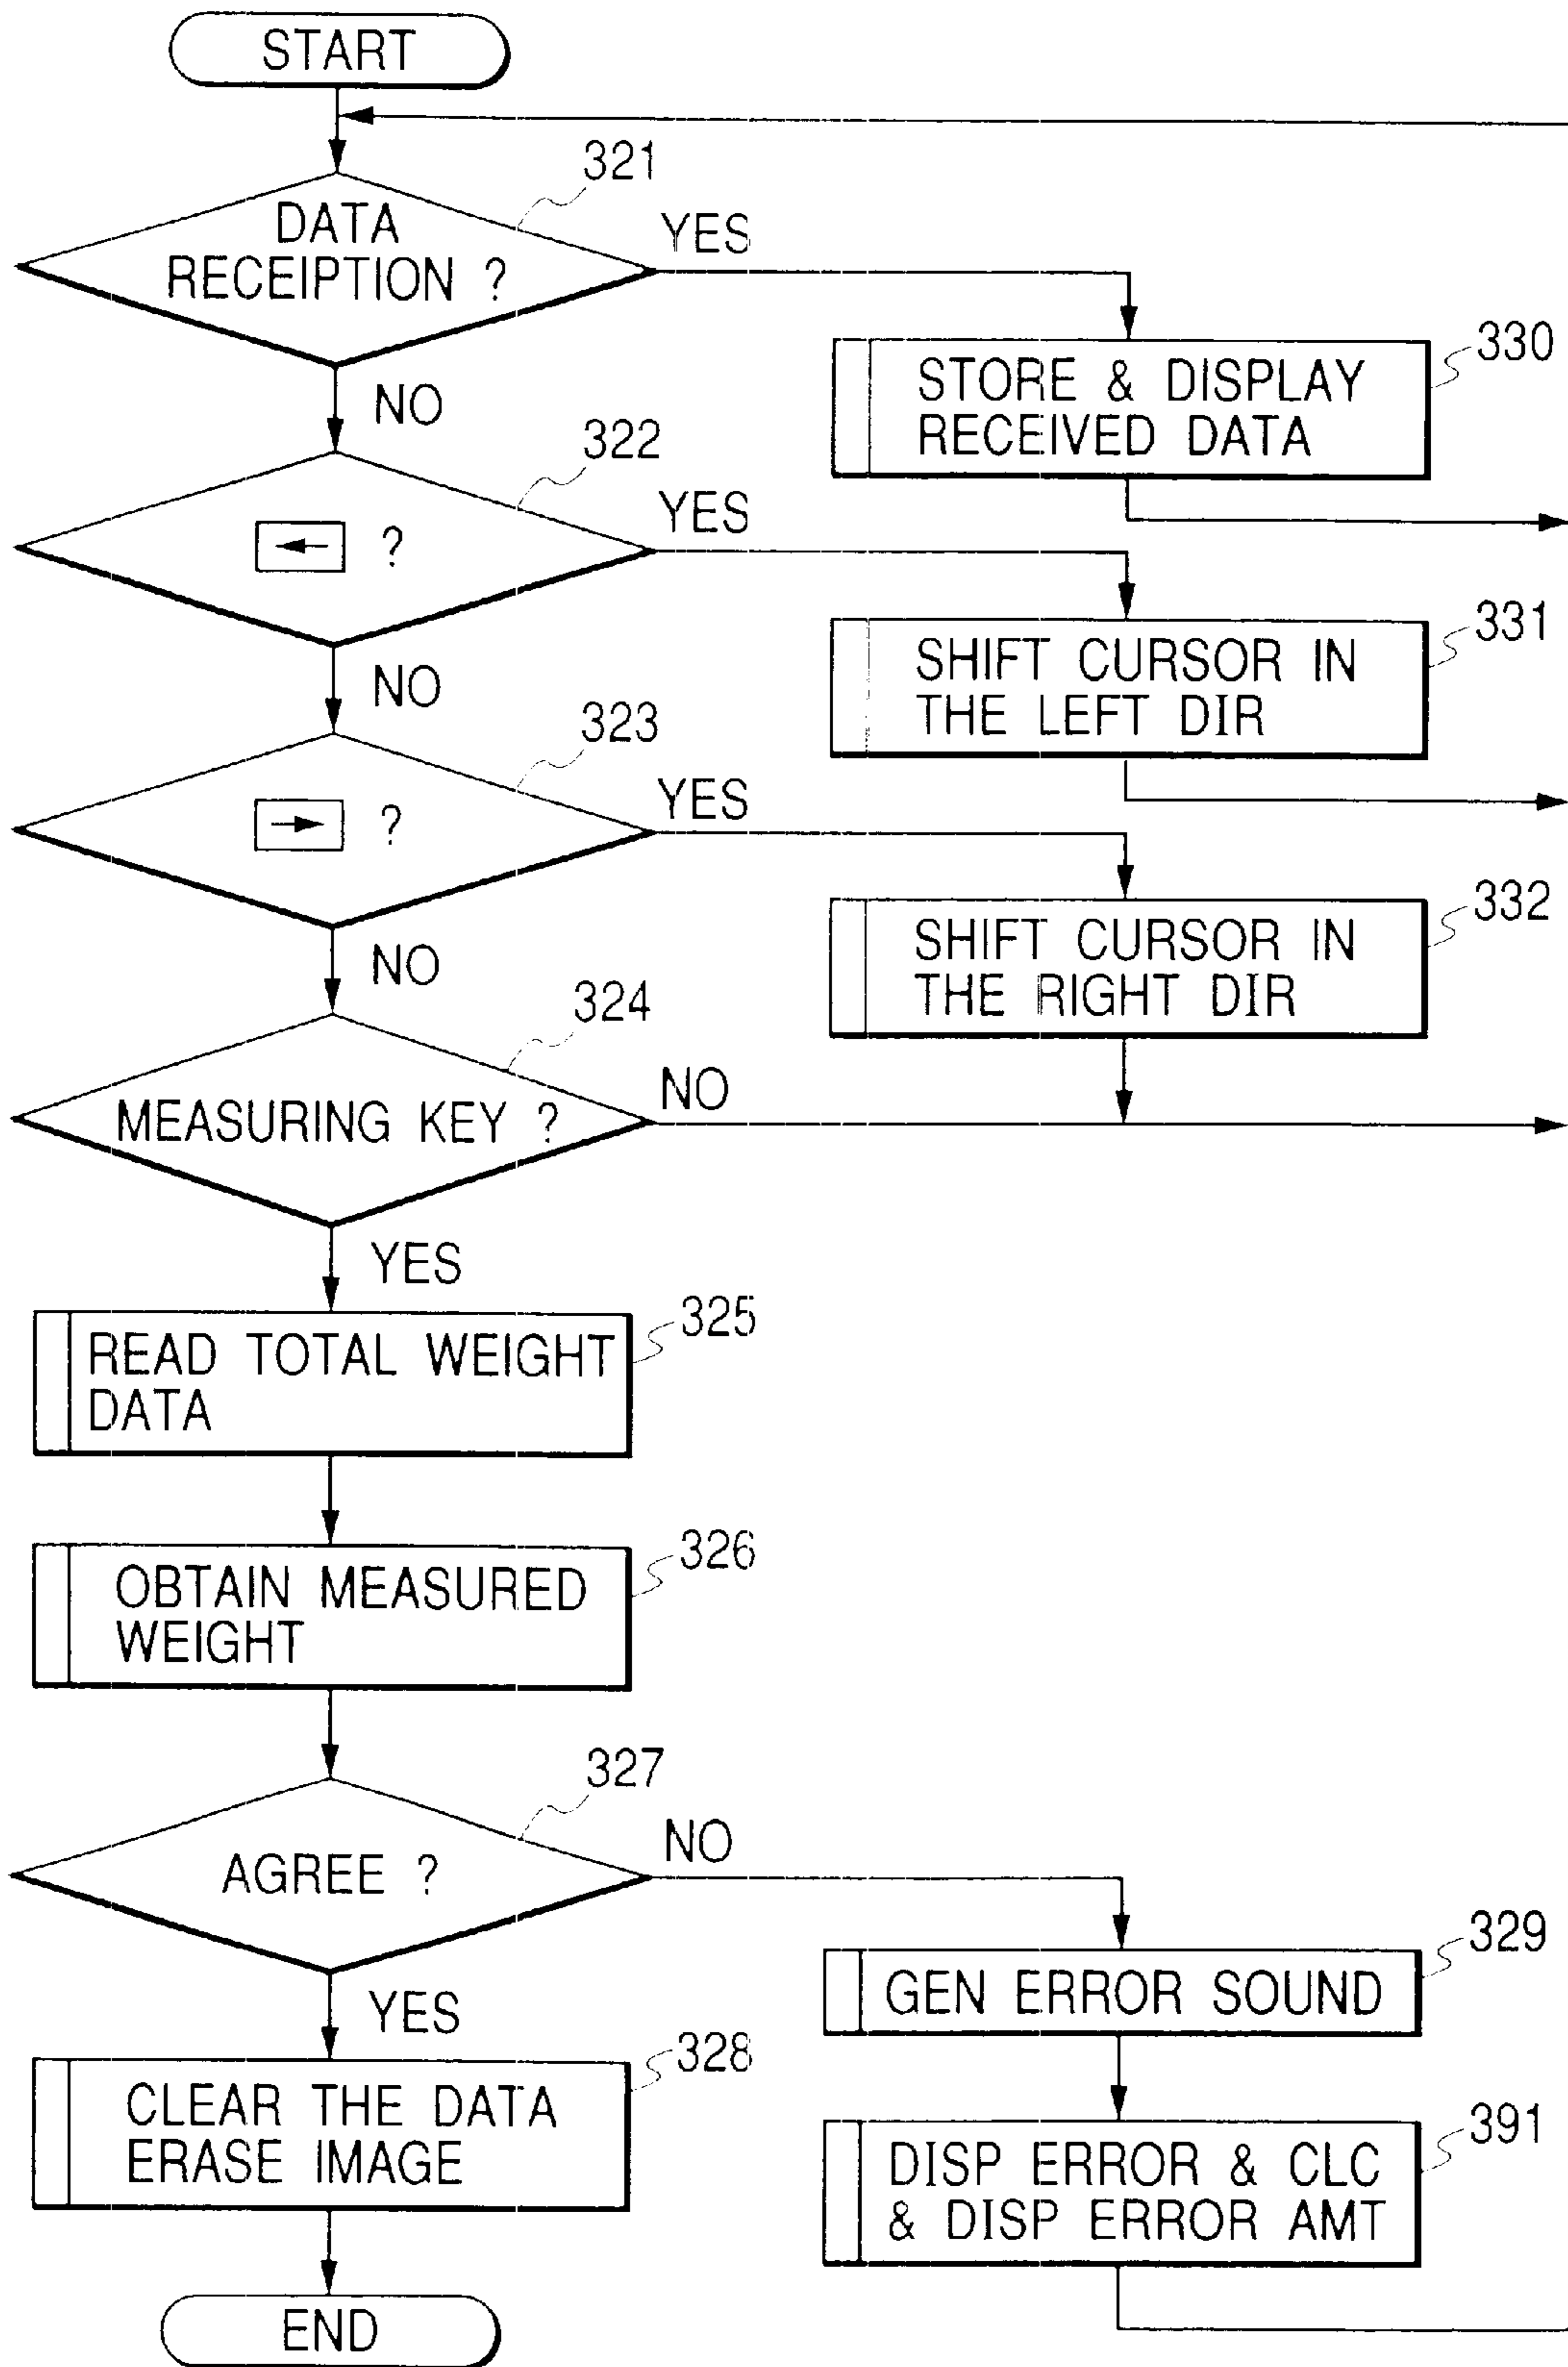 START
321
DATA
RECEIPTION ?
YES
330
STORE & DISPLAY
RECEIVED DATA
NO
322
?
YES
331
SHIFT CURSOR IN
THE LEFT DIR
NO
323
?
YES
332
SHIFT CURSOR IN
THE RIGHT DIR
NO
324
MEASURING KEY ?
NO
YES
325
READ TOTAL WEIGHT
DATA
326
OBTAIN MEASURED
WEIGHT
327
AGREE ?
NO
329
GEN ERROR SOUND
YES
328
CLEAR THE DATA
ERASE IMAGE
391
DISP ERROR & CLC
& DISP ERROR AMT
END